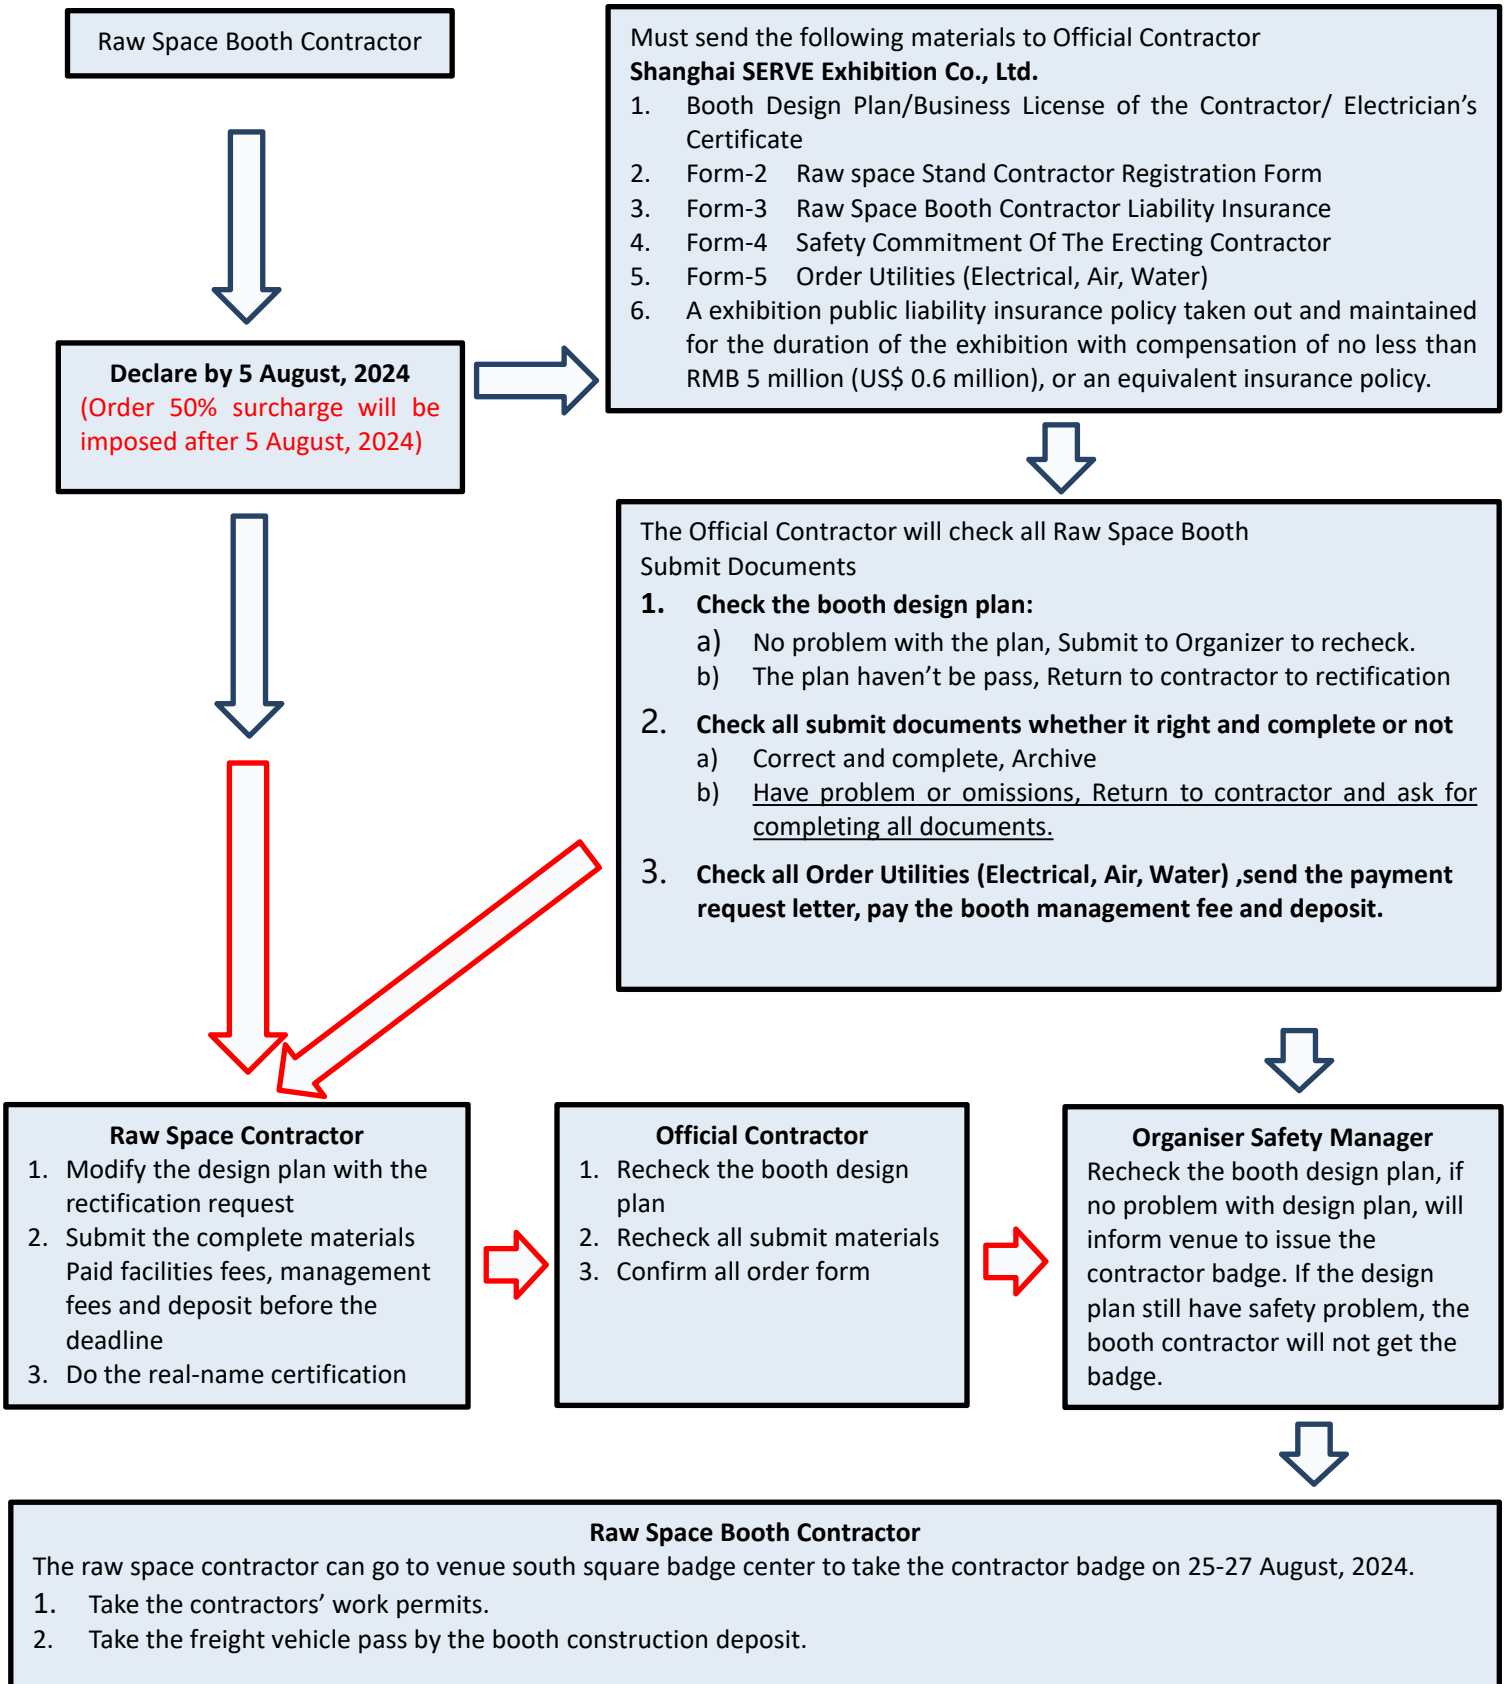 Raw Space Booth Contractor
Must send the following materials to Official Contractor
Shanghai SERVE Exhibition Co., Ltd.
1. Booth Design Plan/Business License of the Contractor/ Electrician's
Certificate
2. Form-2 Raw space Stand Contractor Registration Form
3. Form-3 Raw Space Booth Contractor Liability Insurance
4. Form-4 Safety Commitment Of The Erecting Contractor
5. Form-5 Order Utilities (Electrical, Air, Water)
6. A exhibition public liability insurance policy taken out and maintained
for the duration of the exhibition with compensation of no less than
RMB 5 million (US$ 0.6 million), or an equivalent insurance policy.
Declare by 5 August, 2024
(Order 50% surcharge will be
imposed after 5 August, 2024)
The Official Contractor will check all Raw Space Booth
Submit Documents
1. Check the booth design plan:
a) No problem with the plan, Submit to Organizer to recheck.
b) The plan haven't be pass, Return to contractor to rectification
2. Check all submit documents whether it right and complete or not
a) Correct and complete, Archive
b) Have problem or omissions, Return to contractor and ask for
completing all documents.
3. Check all Order Utilities (Electrical, Air, Water) ,send the payment
request letter, pay the booth management fee and deposit.
Raw Space Contractor
1. Modify the design plan with the
rectification request
2. Submit the complete materials
Paid facilities fees, management
fees and deposit before the
deadline
3. Do the real-name certification
Official Contractor
1. Recheck the booth design
plan
2. Recheck all submit materials
3. Confirm all order form
Organiser Safety Manager
Recheck the booth design plan, if
no problem with design plan, will
inform venue to issue the
contractor badge. If the design
plan still have safety problem, the
booth contractor will not get the
badge.
Raw Space Booth Contractor
The raw space contractor can go to venue south square badge center to take the contractor badge on 25-27 August, 2024.
1. Take the contractors' work permits.
2. Take the freight vehicle pass by the booth construction deposit.